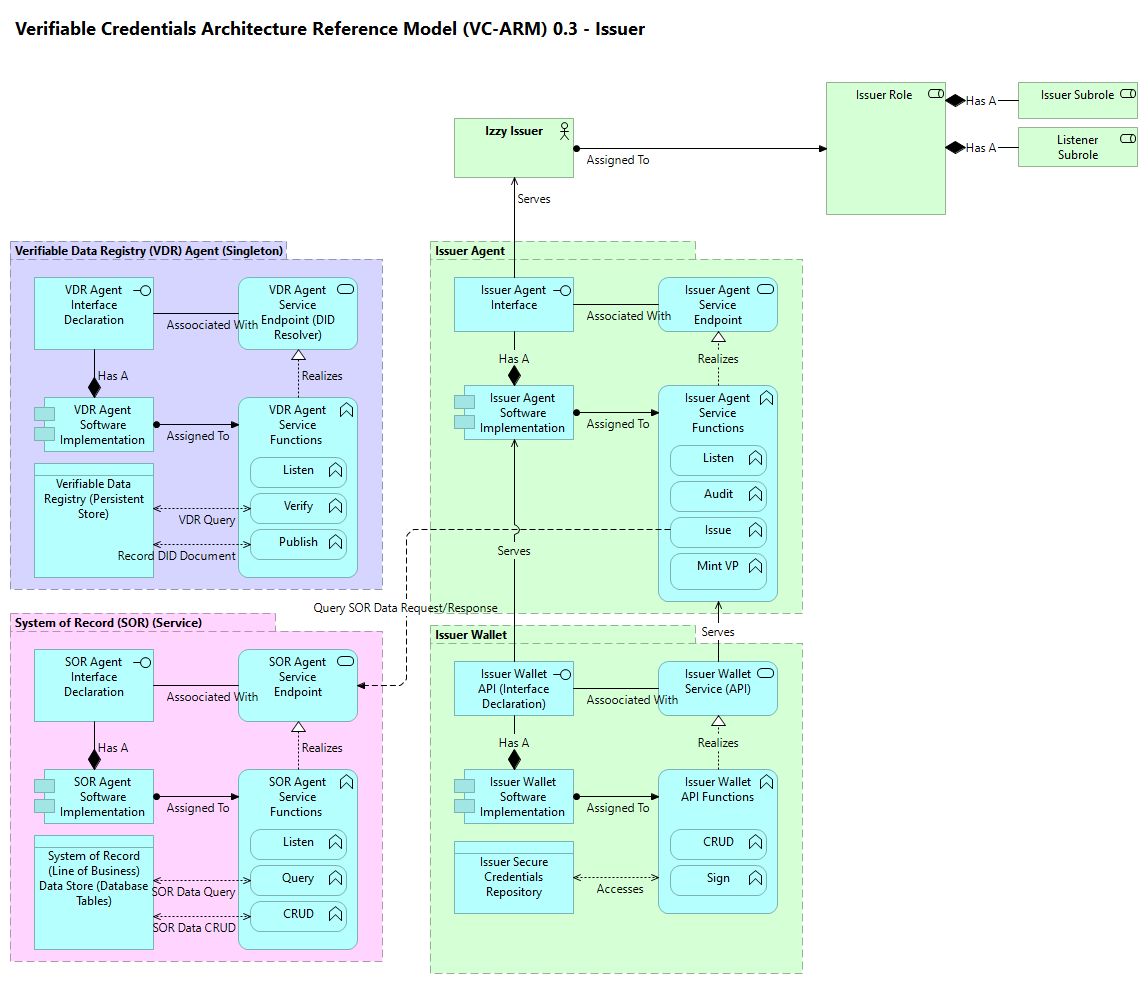 Verifiable Credentials Architecture Reference Model (VC-ARM) 0.3 - Issuer
Issuer Role
Has A
Issuer Subrole
Has A
Listener
Subrole
Izzy Issuer
Assigned To
Serves
Verifiable Data Registry (VDR) Agent (Singleton)
VDR Agent
Interface
Declaration
Assoociated With
VDR Agent
Service
Endpoint (DID
Resolver)
Has A
Realizes
VDR Agent
Software
Implementation
Assigned To
VDR Agent
Service
Functions
Listen
Verify
Publish
Verifiable Data
Registry (Persistent
Store)
VDR Query
Record DID Document
Issuer Agent
Issuer Agent
Interface
Associated With
Issuer Agent
Service
Endpoint
Has A
Realizes
Issuer Agent
Software
Implementation
Assigned To
Issuer Agent
Service
Functions
Listen
Audit
Issue
Mint VP
Serves
Query SOR Data Request/Response
System of Record (SOR) (Service)
SOR Agent
Interface
Declaration
Assoociated With
SOR Agent
Service
Endpoint
Has A
Realizes
SOR Agent
Software
Implementation
Assigned To
SOR Agent
Service
Functions
Listen
Query
CRUD
System of Record
(Line of Business)
Data Store (Database
Tables)
SOR Data Query
SOR Data CRUD
Serves
Issuer Wallet
Issuer Wallet
API (Interface
Declaration)
Assoociated With
Issuer Wallet
Service (API)
Has A
Realizes
Issuer Wallet
Software
Implementation
Assigned To
Issuer Wallet
API Functions
CRUD
Sign
Issuer Secure
Credentials
Repository
Accesses